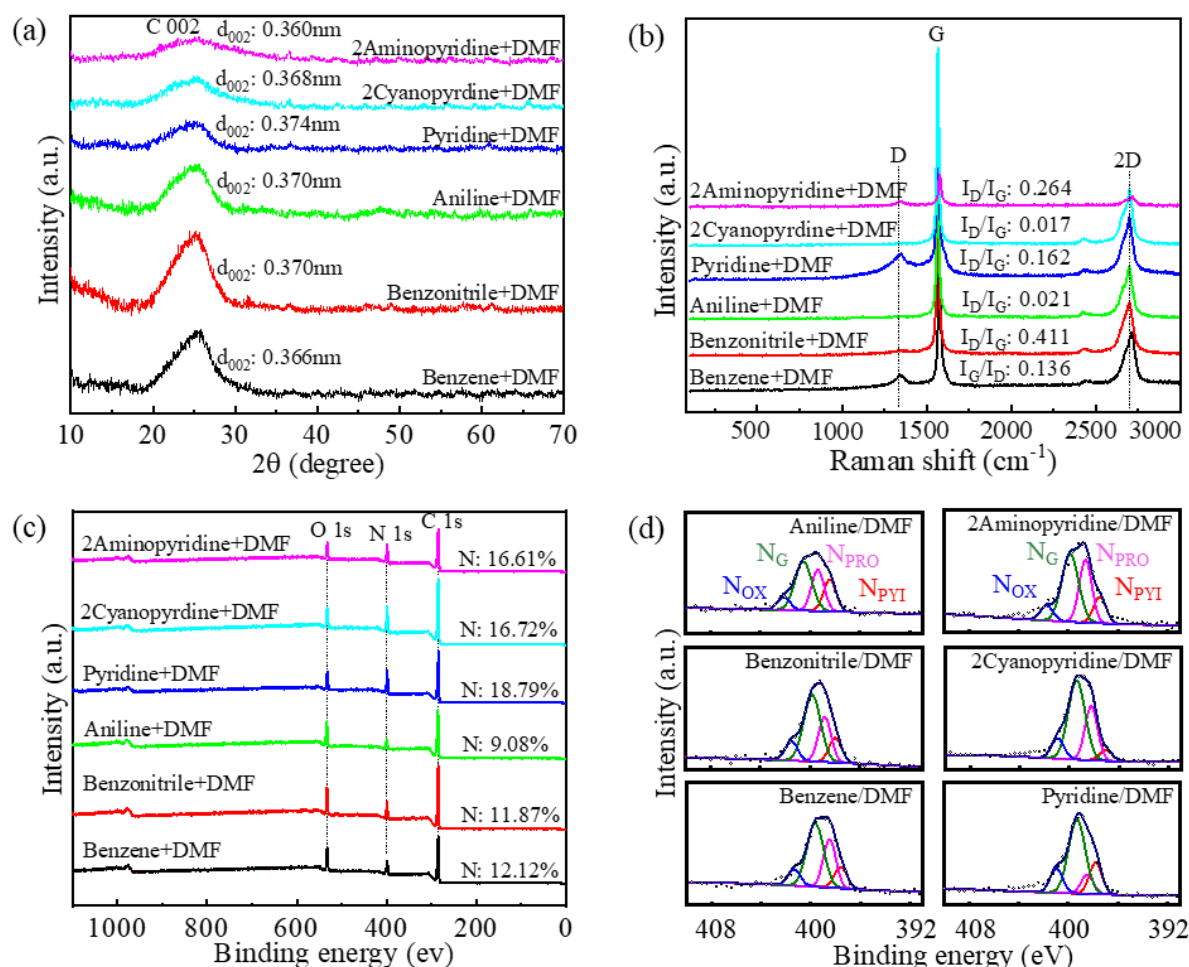 (a)
C 002
d002: 0.360nm
2Aminopyridine+DMF
d002: 0.368nm
2Cyanopyrdine+DMF
d002: 0.374nm
Pyridine+DMF
d002: 0.370nm
Aniline+DMF
d002: 0.370nm
Benzonitrile+DMF
d002: 0.366nm
Benzene+DMF
Intensity (a.u.)
10 20 30 40 50 60 70
2θ (degree)
(b)
G
D
2D
2Aminopyridine+DMF
ID/IG: 0.264
2Cyanopyrdine+DMF
ID/IG: 0.017
Pyridine+DMF
ID/IG: 0.162
Aniline+DMF
ID/IG: 0.021
Benzonitrile+DMF
ID/IG: 0.411
Benzene+DMF
IG/ID: 0.136
Intensity (a.u.)
500 1000 1500 2000 2500 3000
Raman shift (cm-1)
(c)
O 1s N 1s C 1s
2Aminopyridine+DMF
N: 16.61%
2Cyanopyrdine+DMF
N: 16.72%
Pyridine+DMF
N: 18.79%
Aniline+DMF
N: 9.08%
Benzonitrile+DMF
N: 11.87%
Benzene+DMF
N: 12.12%
Intensity (a.u.)
1000 800 600 400 200 0
Binding energy (ev)
(d)
Aniline/DMF
NG
NPRO
NOX
NPYI
2Aminopyridine/DMF
NG
NPRO
NOX
NPYI
Benzonitrile/DMF
2Cyanopyridine/DMF
Benzene/DMF
Pyridine/DMF
Intensity (a.u.)
408 400 392
408 400 392
Binding energy (eV)